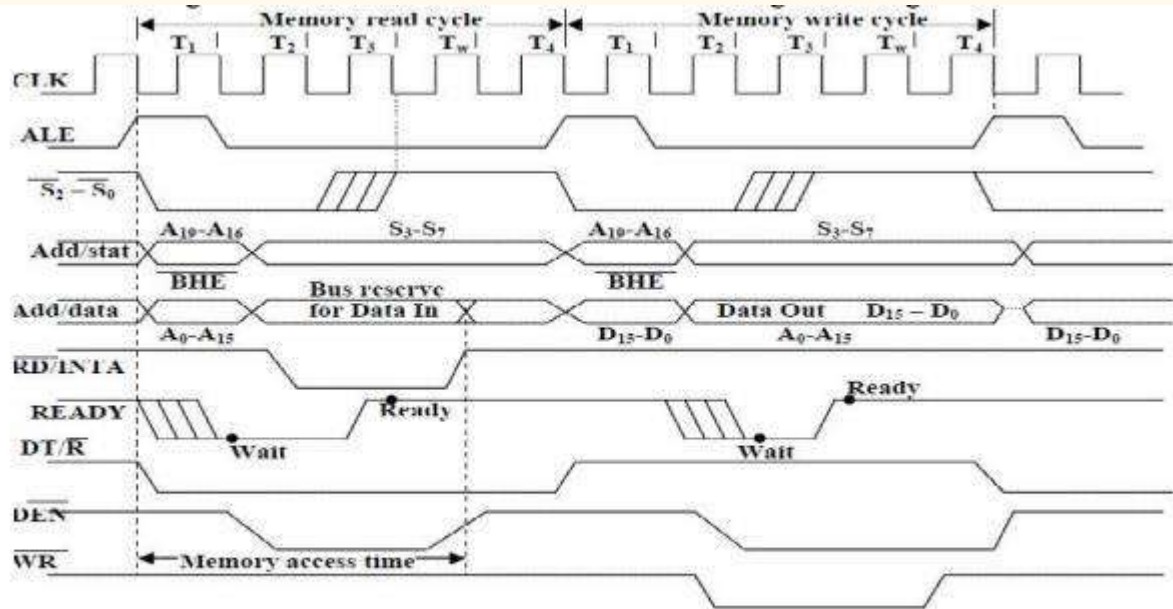 Memory read cycle Memory write cycle
T1 T2 T3 Tw T4 T1 T2 T3 Tw T4
CLK
ALE
S2 – S0
A19-A16 S3-S7 A19-A16 S3-S7
Add/stat
BHE Bus reserve BHE
Add/data for Data In Data Out D15 – D0
A0-A15 D15-D0 A0-A15 D15-D0
RD/INTA
READY Ready Ready
DT/R Wait Wait
DEN
Memory access time
WR